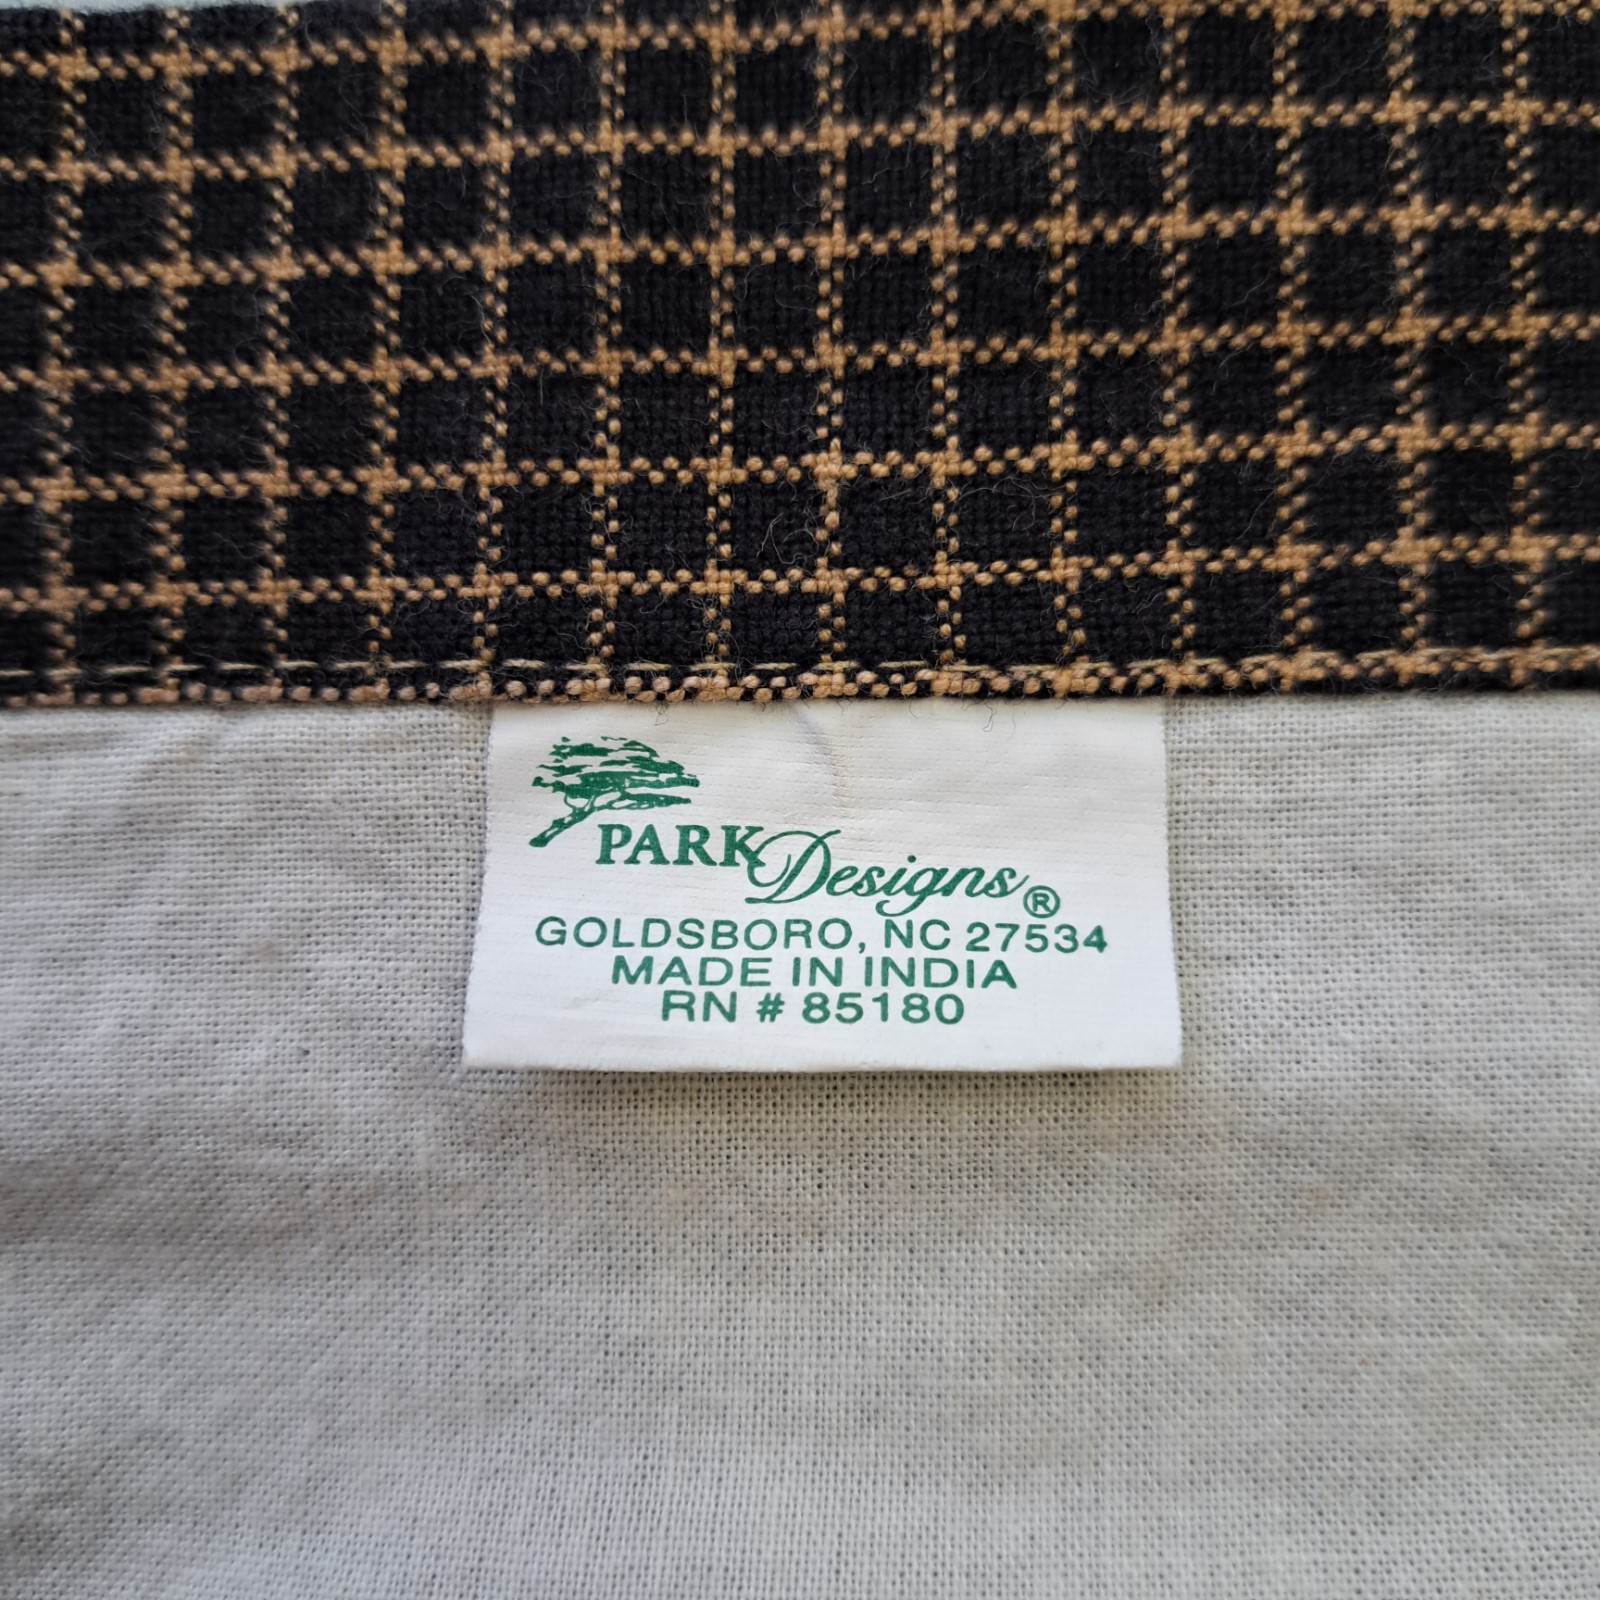 PARK Designs®
GOLDSBORO, NC 27534
MADE IN INDIA
RN # 85180